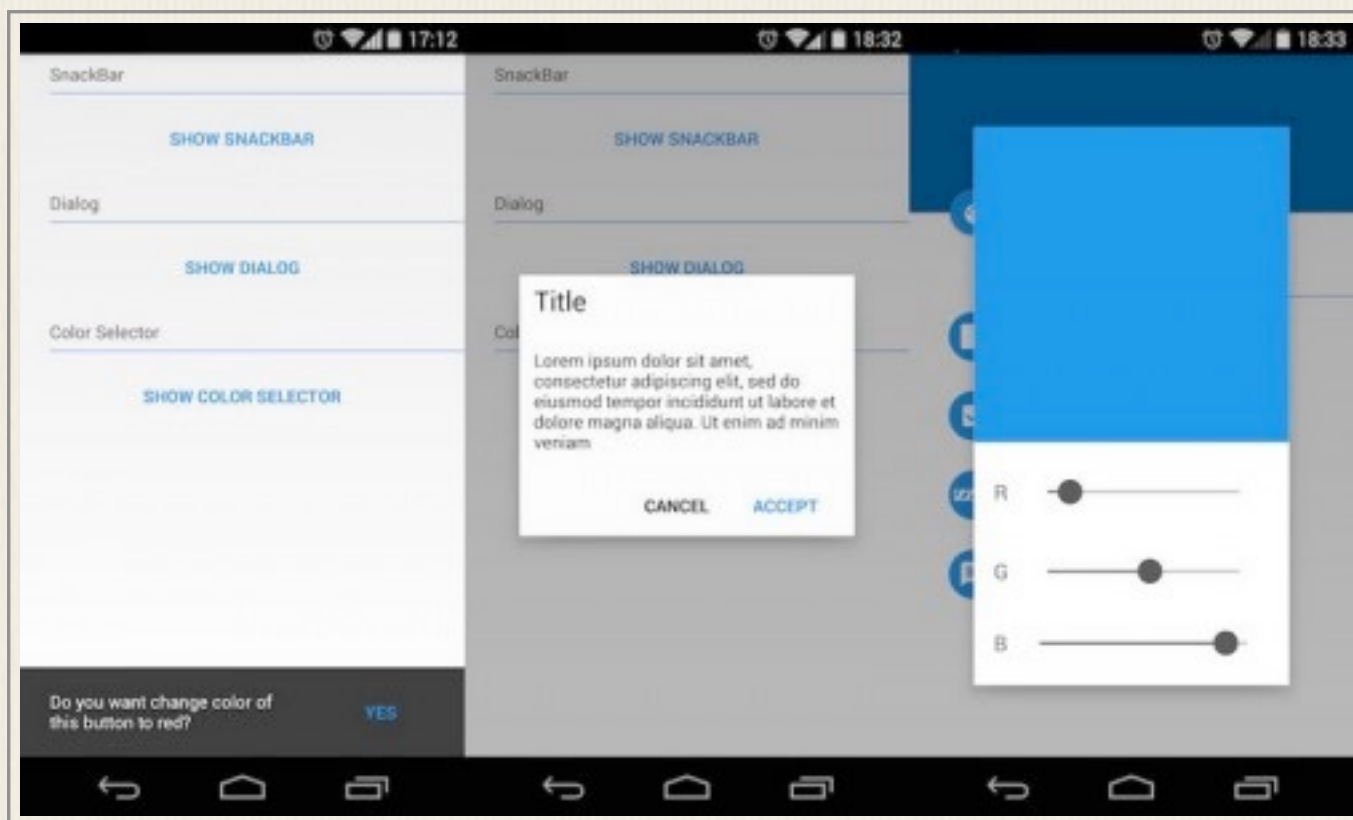 17:12
SnackBar
SHOW SNACKBAR
Dialog
SHOW DIALOG
Color Selector
SHOW COLOR SELECTOR
Do you want change color of
this button to red?
YES
18:32
SnackBar
SHOW SNACKBAR
Dialog
SHOW DIALOG
Col
Title
Lorem ipsum dolor sit amet,
consectetur adipiscing elit, sed do
eiusmod tempor incididunt ut labore et
dolore magna aliqua. Ut enim ad minim
veniam
CANCEL ACCEPT
18:33
R
G
B